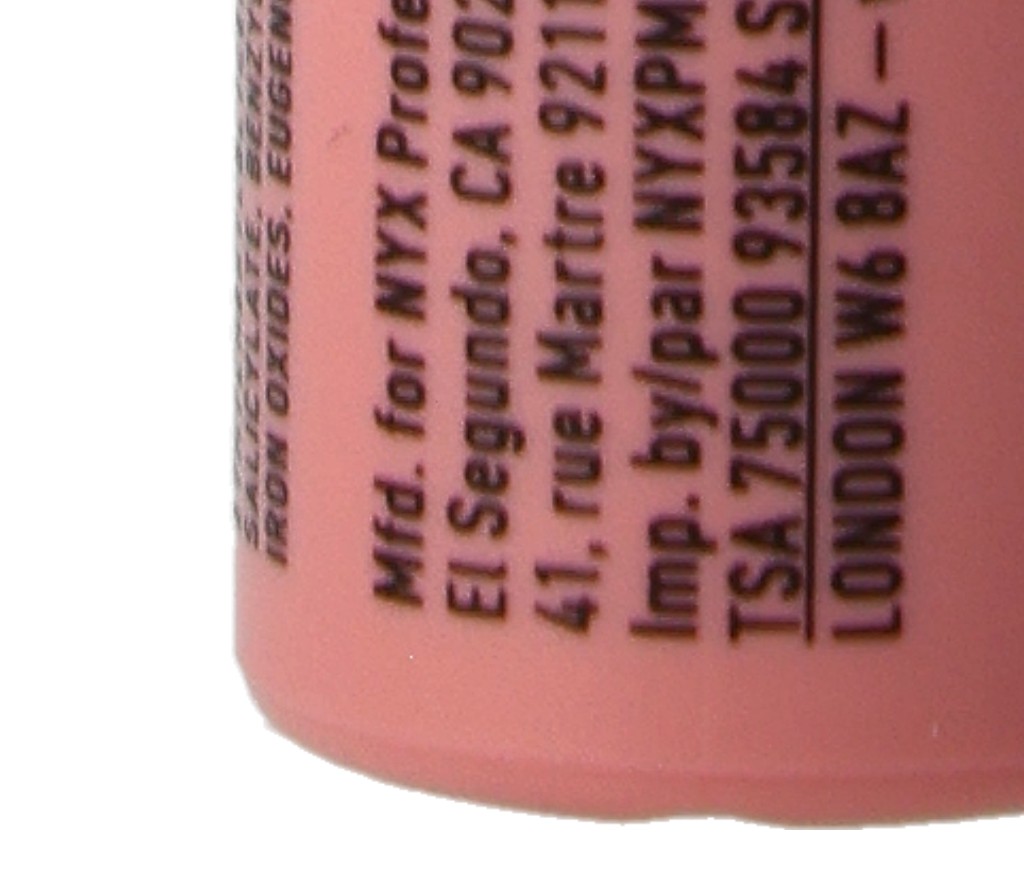 SALICYLATE. BENZY
IRON OXIDES. EUGEN
Mfd. for NYX Profe
El Segundo, CA 902
41, rue Martre 9211
Imp. by/par NYXPM
TSA 75000 93584 S
LONDON W6 8AZ –